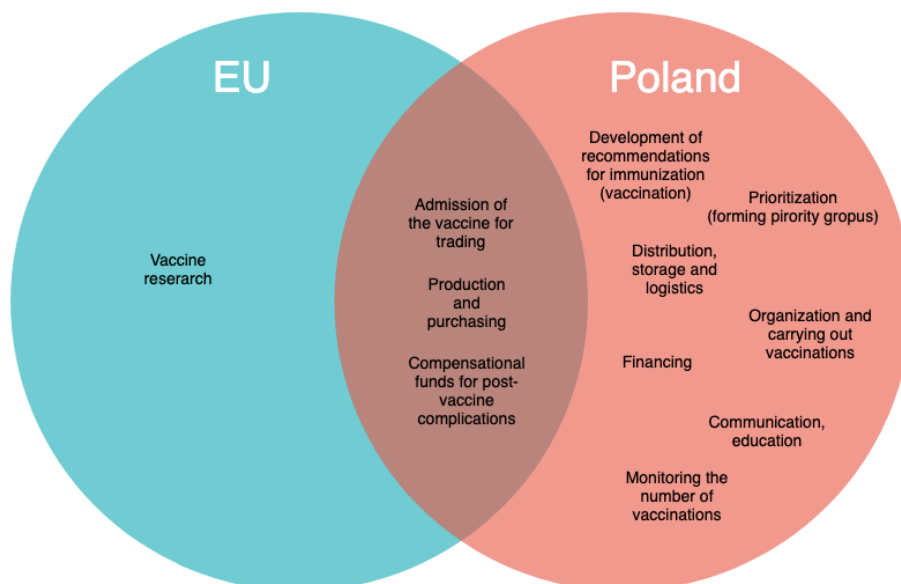 EU
Vaccine
reserarch
Admission of
the vaccine for
trading
Production
and
purchasing
Compensational
funds for post-
vaccine
complications
Poland
Development of
recommendations
for immunization
(vaccination)
Prioritization
(forming pirority gropus)
Distribution,
storage and
logistics
Organization and
carrying out
vaccinations
Financing
Communication,
education
Monitoring the
number of
vaccinations